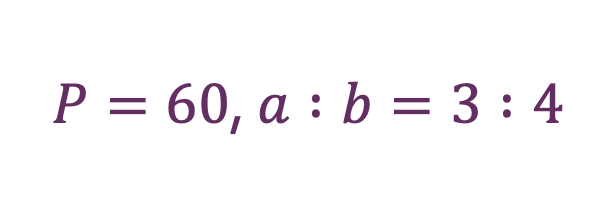 P = 60, a : b = 3 : 4